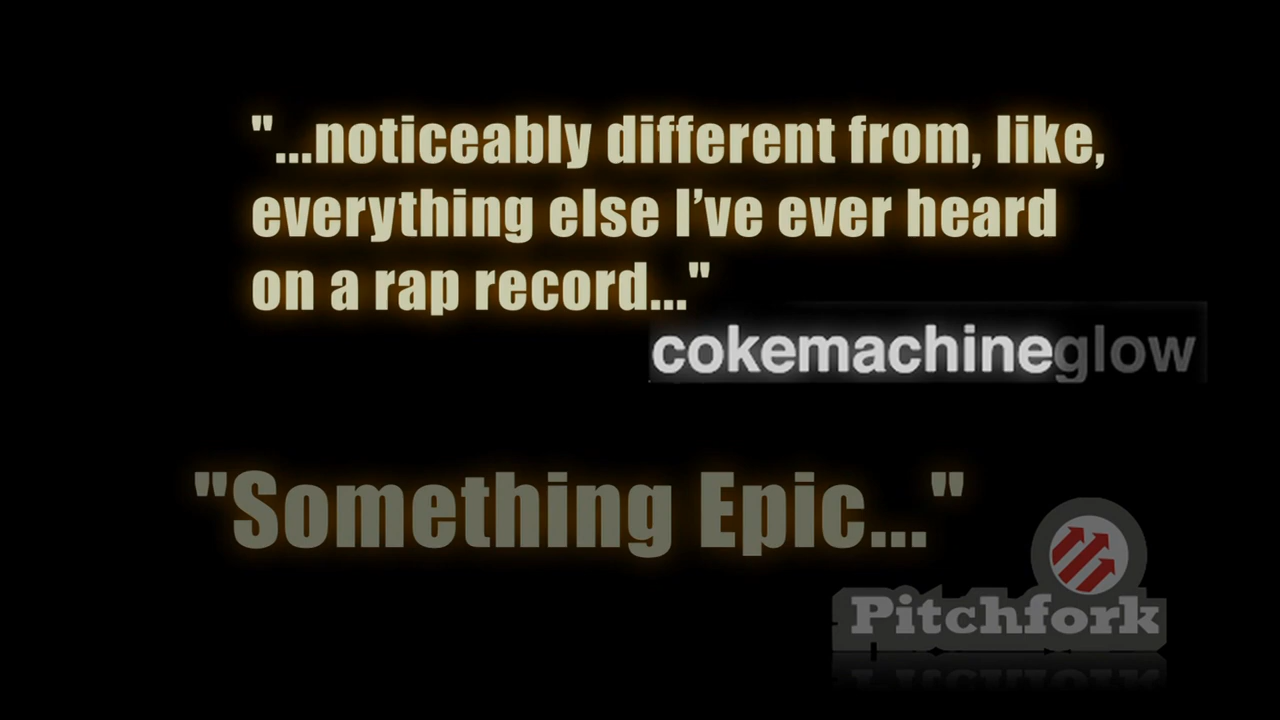 "...noticeably different from, like,
everything else I’ve ever heard
on a rap record..."
cokemachineglow
"Something Epic..."
Pitchfork